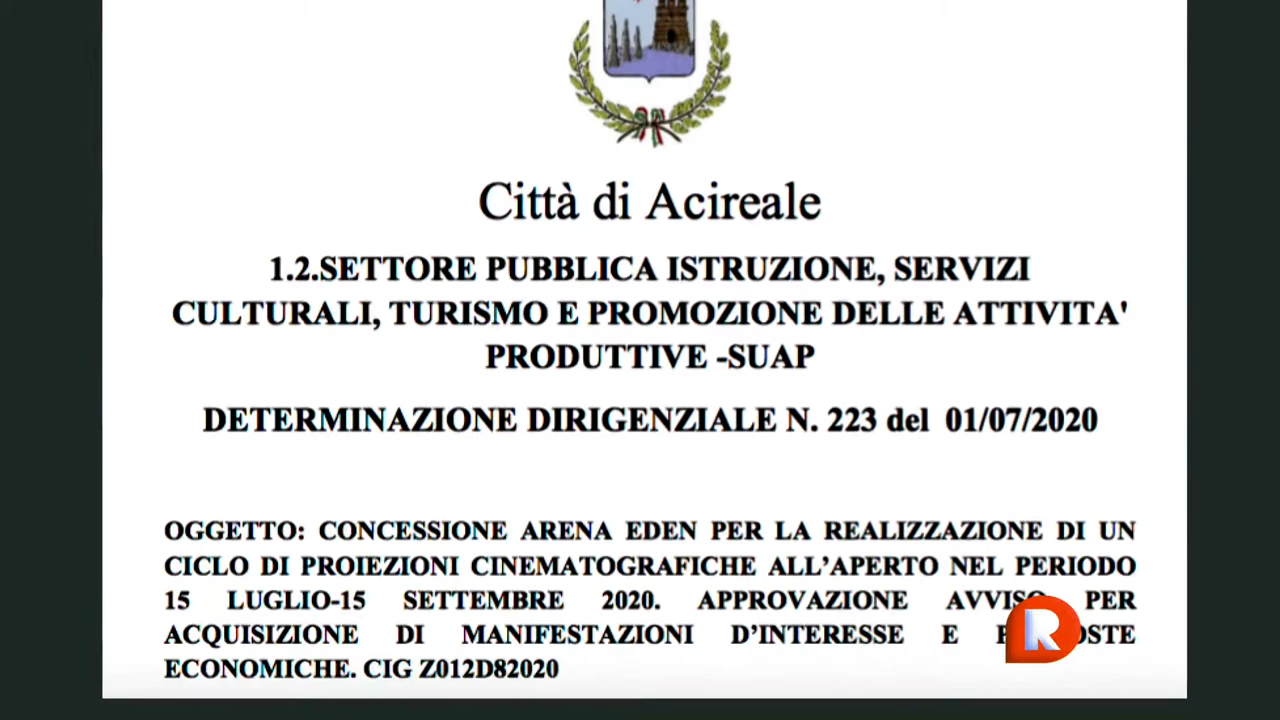 Città di Acireale
1.2.SETTORE PUBBLICA ISTRUZIONE, SERVIZI
CULTURALI, TURISMO E PROMOZIONE DELLE ATTIVITA'
PRODUTTIVE -SUAP
DETERMINAZIONE DIRIGENZIALE N. 223 del 01/07/2020
OGGETTO: CONCESSIONE ARENA EDEN PER LA REALIZZAZIONE DI UN
CICLO DI PROIEZIONI CINEMATOGRAFICHE ALL’APERTO NEL PERIODO
15 LUGLIO-15 SETTEMBRE 2020. APPROVAZIONE AVVISO PER
ACQUISIZIONE DI MANIFESTAZIONI D’INTERESSE E
ECONOMICHE. CIG Z012D82020
R